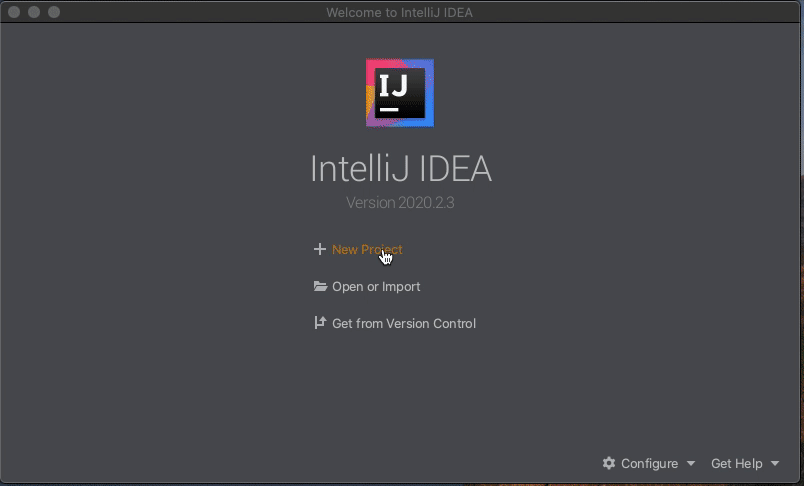 Welcome to IntelliJ IDEA
IJ
IntelliJ IDEA
Version 2020.2.3
New Project
Open or Import
Get from Version Control
Configure Get Help